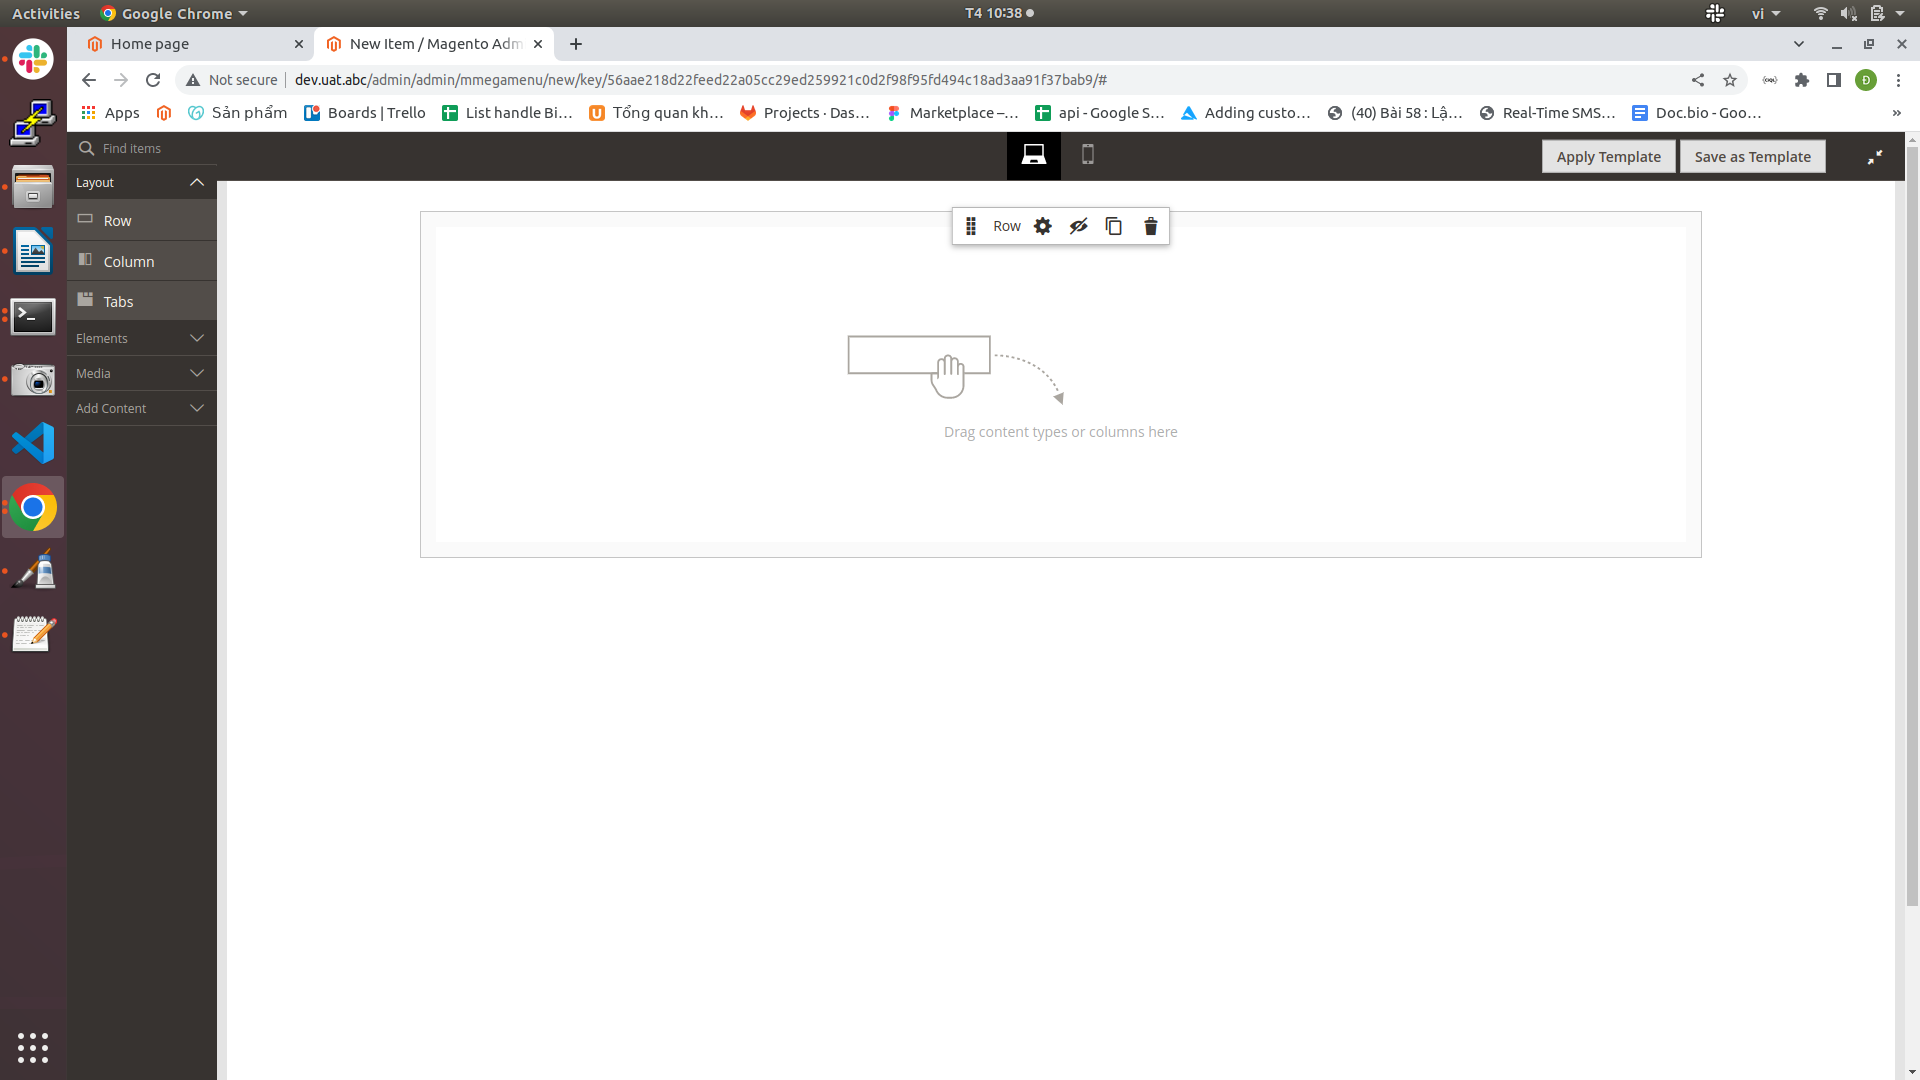 Activities
Google Chrome
T4 10:38
vi
Home page
New Item / Magento Adm
Not secure
dev.uat.abc/admin/admin/mmegamenu/new/key/56aae218d22feed22a05cc29ed259921c0d2f98f95fd494c18ad3aa91f37bab9/#
Đ
Apps
Sản phẩm
Boards | Trello
List handle Bi...
Tổng quan kh...
Projects · Das...
Marketplace –...
api - Google S...
Adding custo...
(40) Bài 58 : Lậ...
Real-Time SMS...
Doc.bio - Goo...
»
Find items
Apply Template
Save as Template
Layout
Row
Column
Tabs
Elements
Media
Add Content
Row
Drag content types or columns here